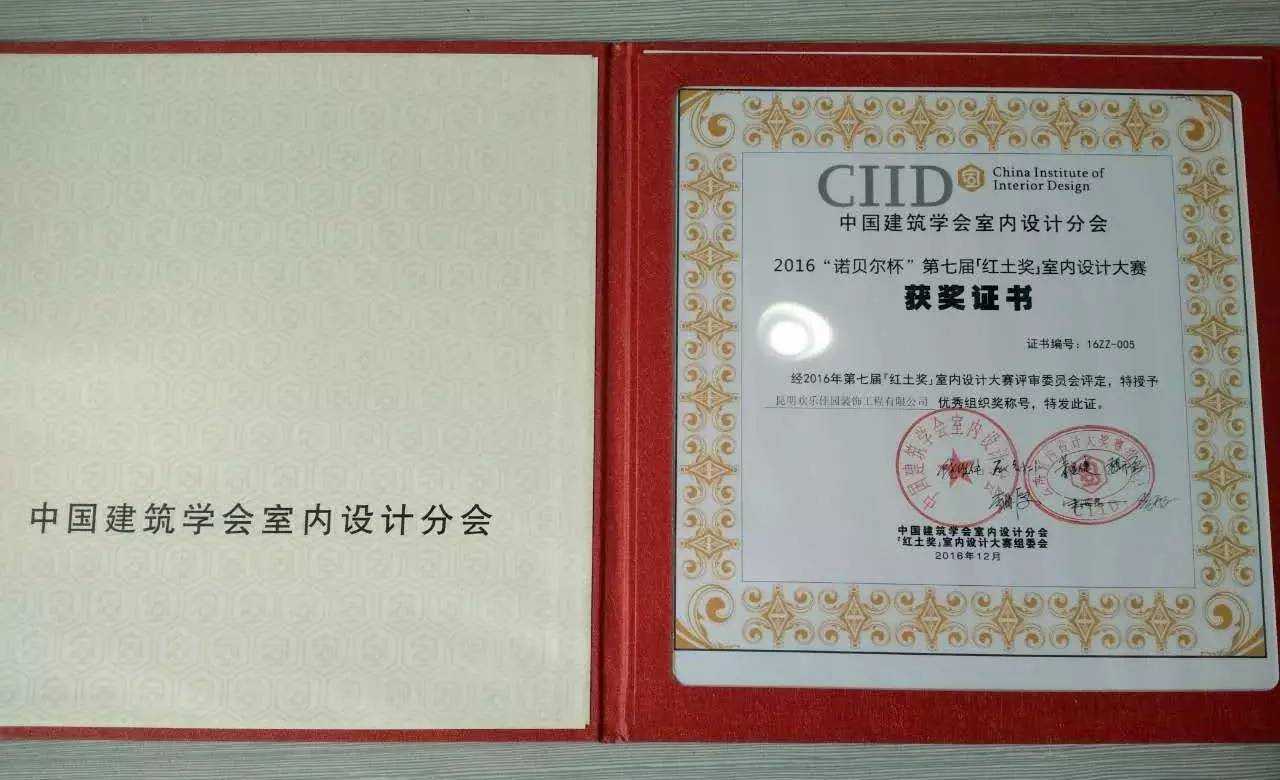 中国建筑学会室内设计分会
CIID
China Institute of
Interior Design
中国建筑学会室内设计分会
2016“诺贝尔杯”第七届「红土奖」室内设计大赛
获奖证书
证书编号：16ZZ-005
经2016年第七届「红土奖」室内设计大赛评审委员会评定，特授予
昆明欢乐佳园装饰工程有限公司 优秀组织奖称号，特发此证。
中国建筑学会室内设计分会
「红土奖」室内设计大赛组委会
2016年12月